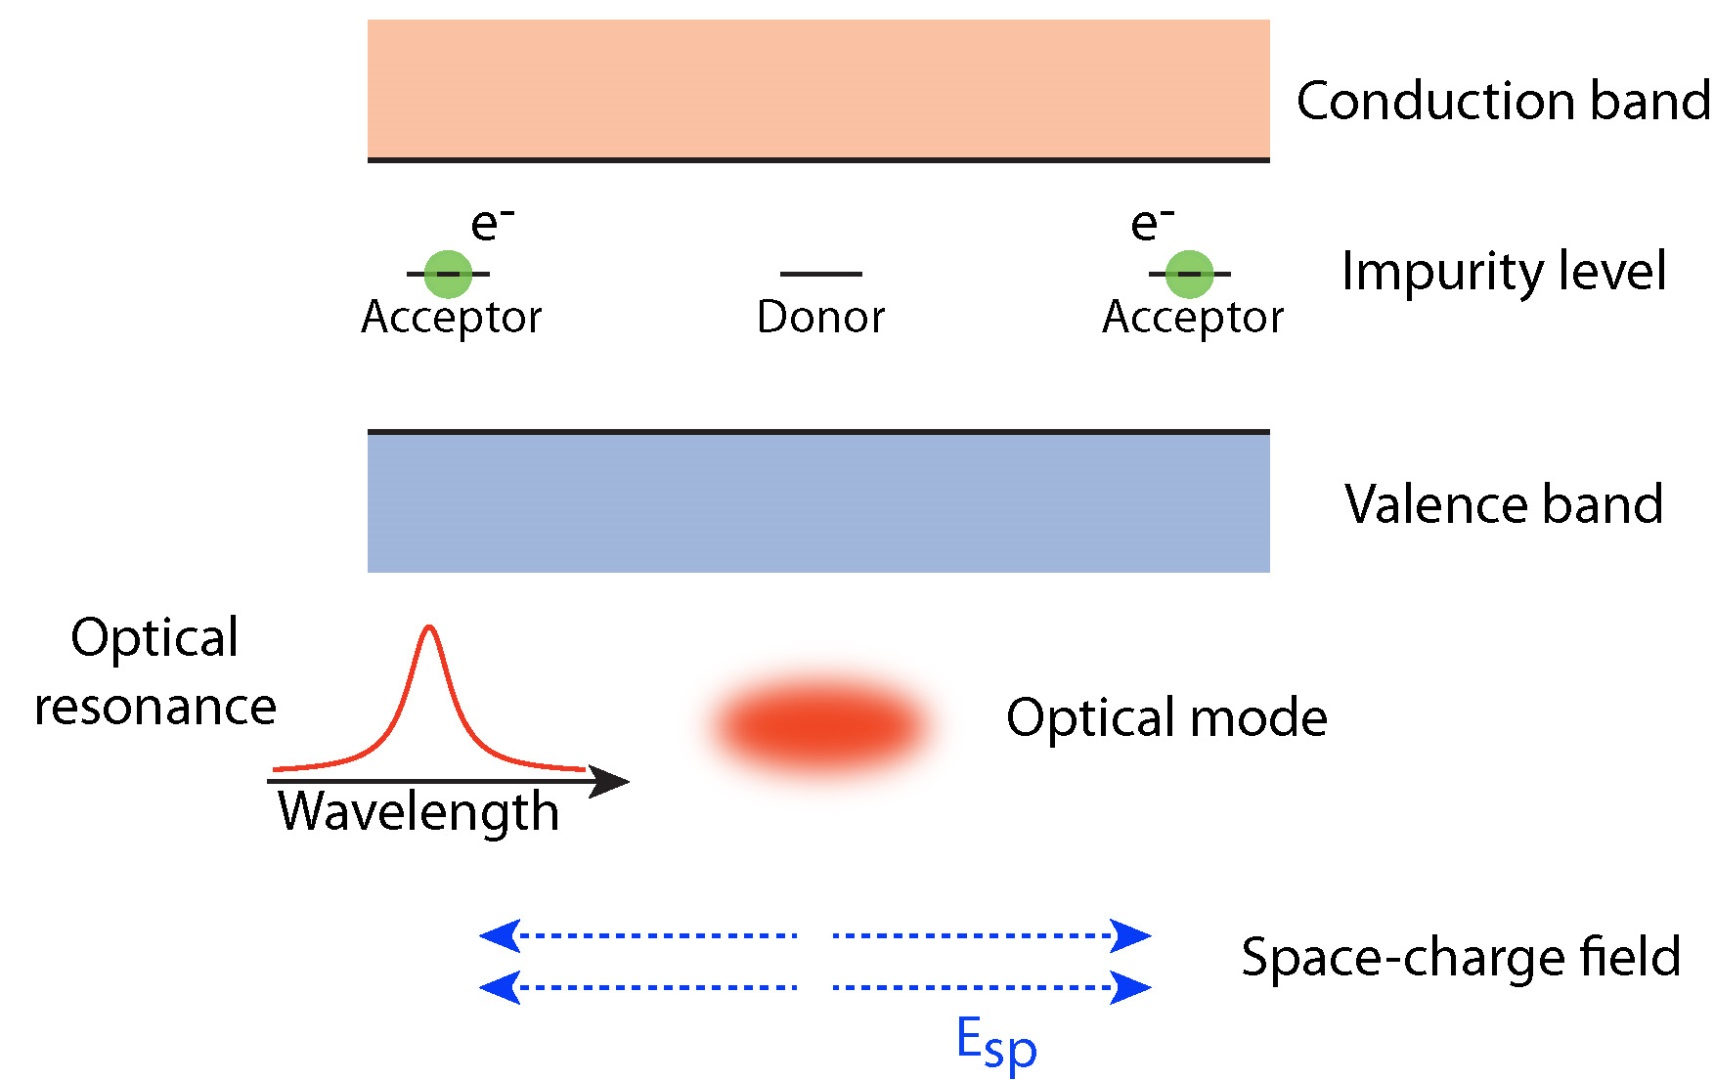 Conduction band
e-
e-
Impurity level
Acceptor
Donor
Acceptor
Valence band
Optical
resonance
Optical mode
Wavelength
Space-charge field
Esp